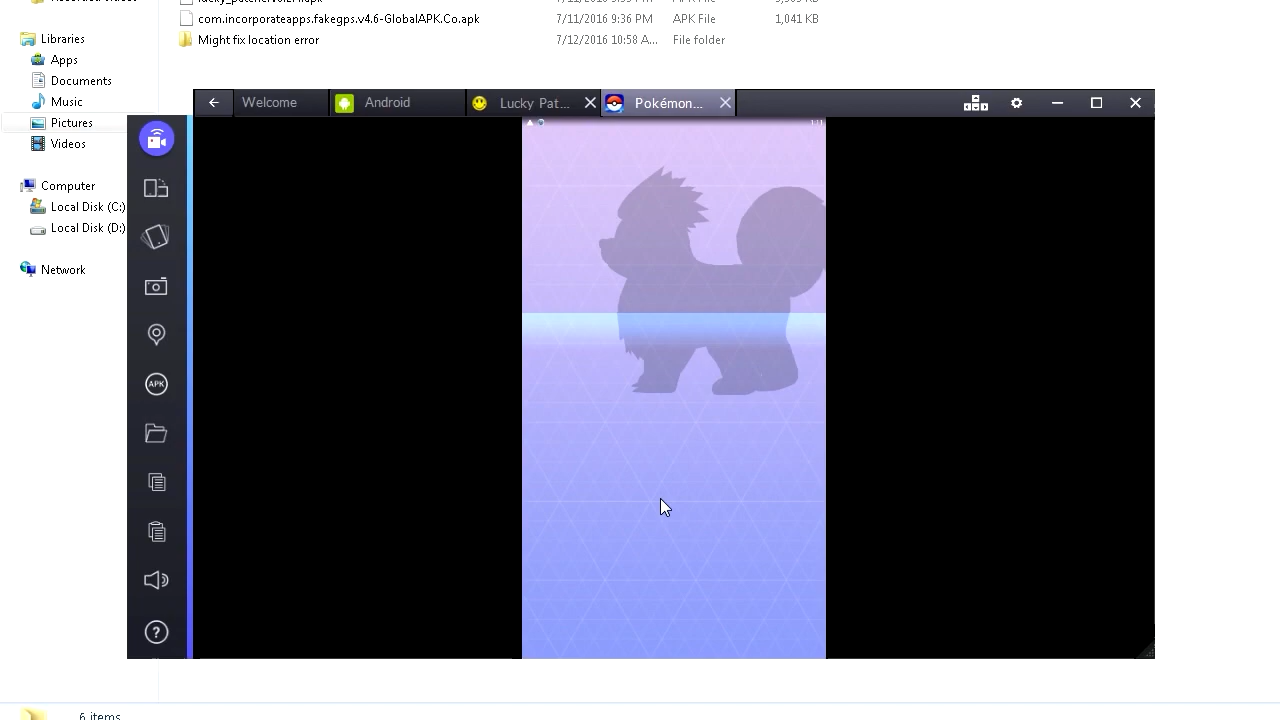 com.incorporateapps.fakegps.v4.6-GlobalAPK.Co.apk 7/11/2016 9:36 PM APK File 1,041 KB
Might fix location error 7/12/2016 10:58 A... File folder
Libraries
Apps
Documents
Music
Pictures
Videos
Computer
Local Disk (C:)
Local Disk (D:)
Network
Welcome Android Lucky Pat... Pokémon...
1:11
APK
?
6 items